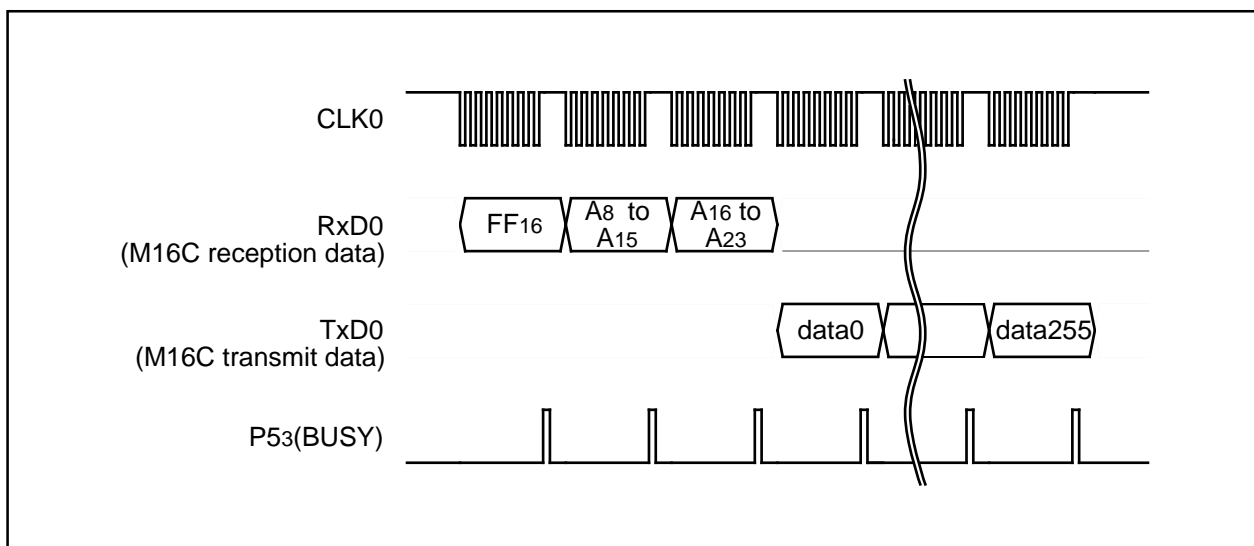 CLK0
RxD0
(M16C reception data)
FF16
A8 to
A15
A16 to
A23
TxD0
(M16C transmit data)
data0
data255
P53(BUSY)